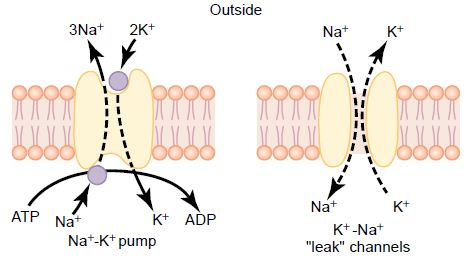 Outside
3Na⁺ 2K⁺ Na⁺ K⁺
ATP Na⁺ K⁺ ADP Na⁺ K⁺
Na⁺-K⁺ pump
K⁺-Na⁺
"leak" channels